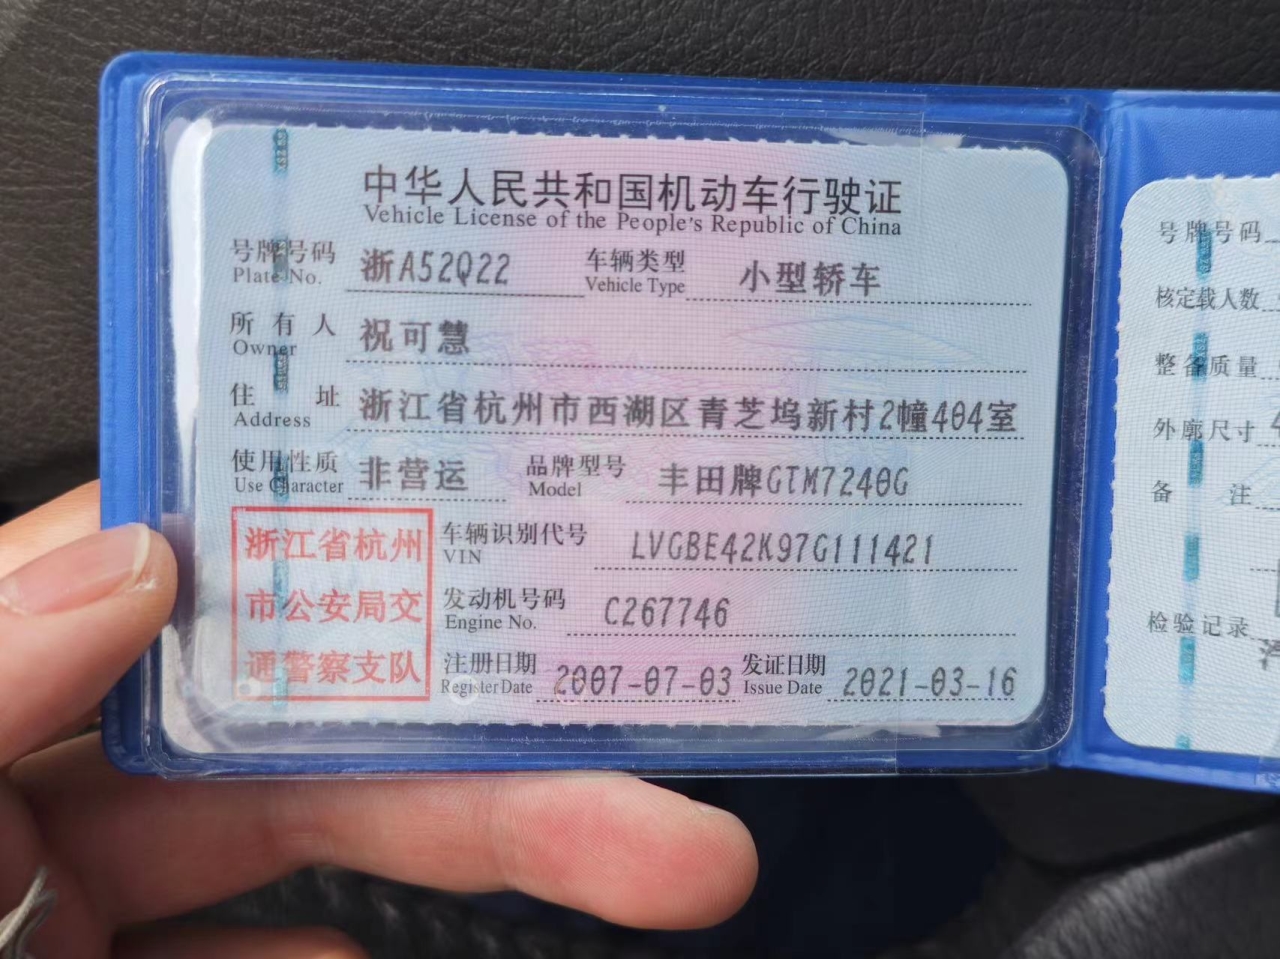 中华人民共和国机动车行驶证
Vehicle License of the People's Republic of China
号牌号码 浙A52Q22 车辆类型 小型轿车
Plate No. Vehicle Type
所有人 祝可慧
Owner
住址 浙江省杭州市西湖区青芝坞新村2幢404室
Address
使用性质 非营运 品牌型号 丰田牌GTM7240G
Use Character Model
浙江省杭州
市公安局交
通警察支队
车辆识别代号 LVGBE42K97G111421
VIN
发动机号码 C267746
Engine No.
注册日期 2007-07-03 发证日期 2021-03-16
Register Date Issue Date
号牌号码
核定载人数
整备质量
外廓尺寸
备注
检验记录